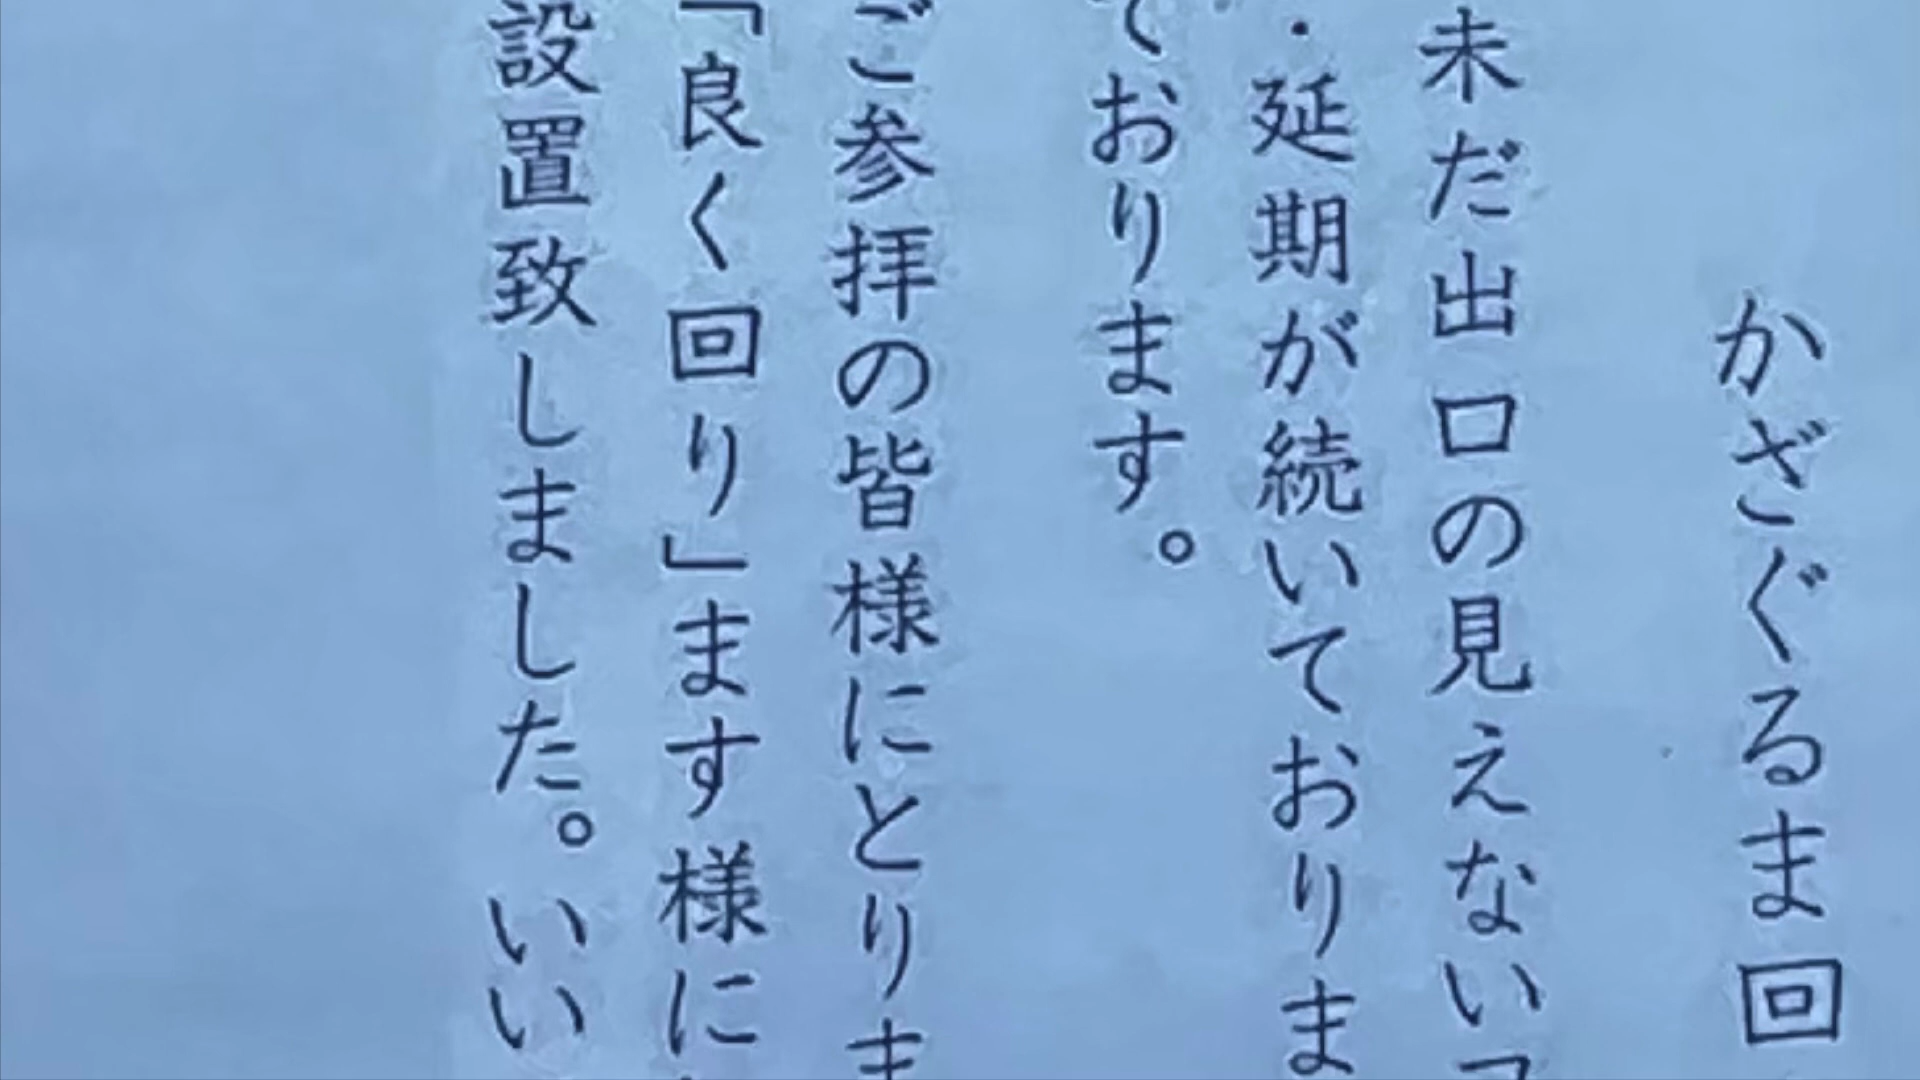 かざぐるま回
未だ出口の見えない
・延期が続いておりま
ております。
ご参拝の皆様にとりま
「良く回り」ます様に
設置致しました。いい